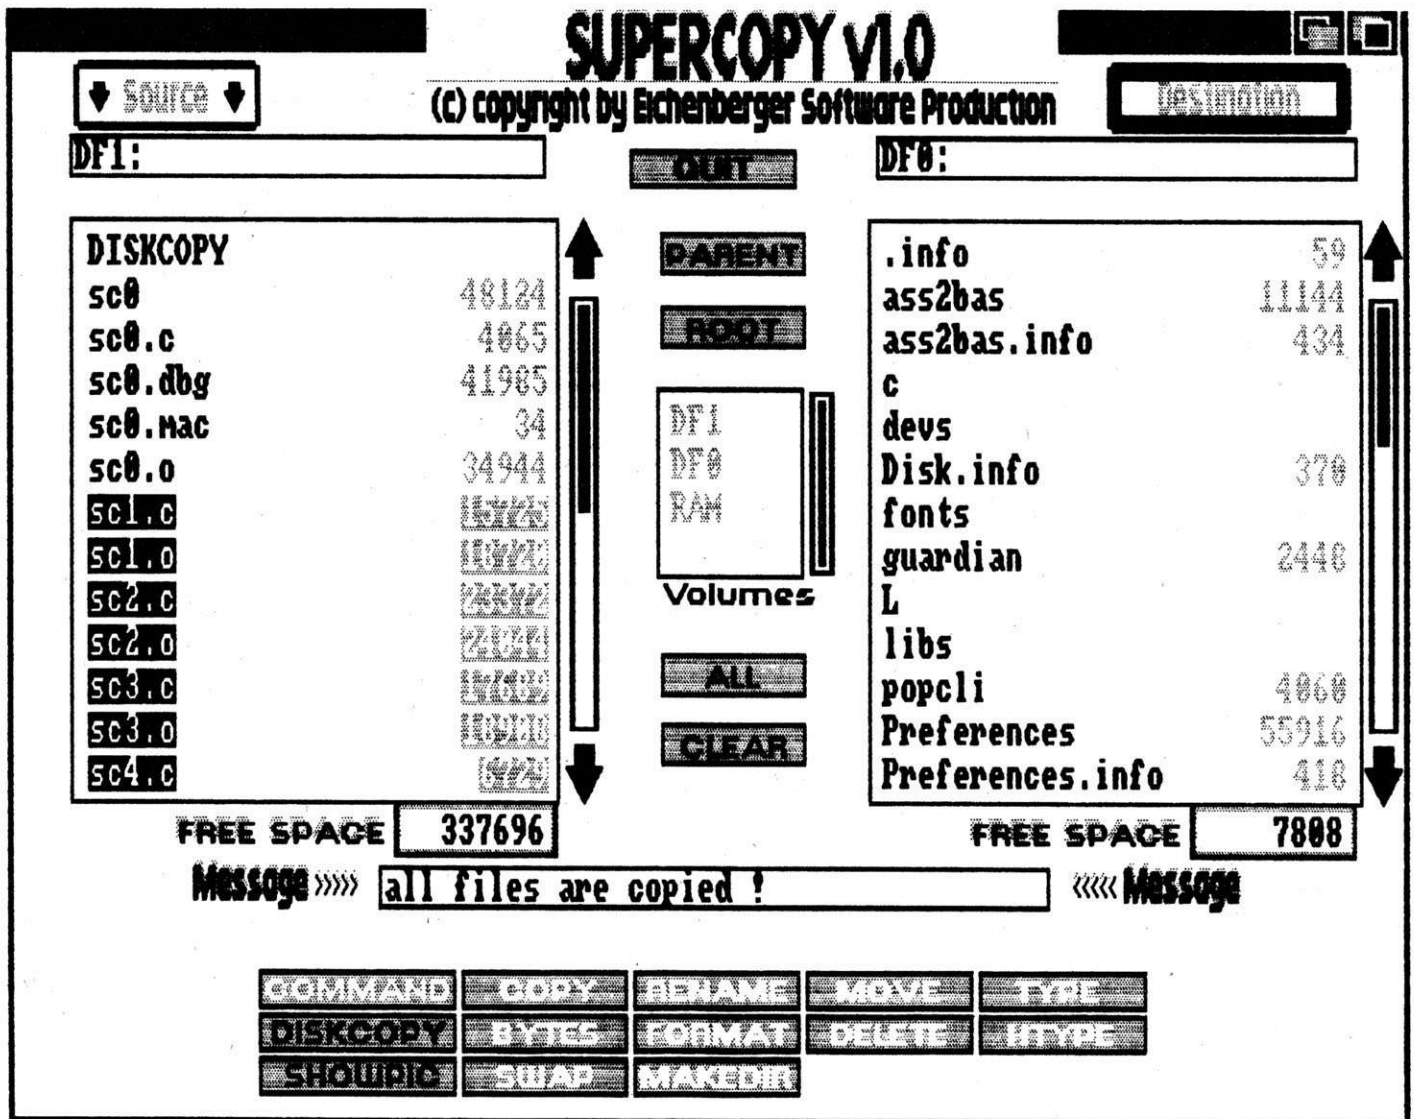 SUPERCOPY V1.0
Source
(c) copyright by Eichenberger Software Production
Destination
DF1:
QUIT
DF0:
DISKCOPY
sc0 48124
sc0.c 4065
sc0.dbg 41985
sc0.mac 34
sc0.o 34944
sc1.c
sc1.o
sc2.c
sc2.o
sc3.c
sc3.o
sc4.c
FREE SPACE 337696
PARENT
ROOT
DF1
DF0
RAM
Volumes
ALL
CLEAR
.info 59
ass2bas 11144
ass2bas.info 434
c
devs
Disk.info 370
fonts
guardian
L
libs
popcli 4060
Preferences 55916
Preferences.info
FREE SPACE 7808
Message >>>>> all files are copied ! <<<<< Message
COMMAND COPY RENAME MOVE TYPE
DISKCOPY BYTES FORMAT DELETE HTYPE
SHOWPIC SWAP MAKEDIR